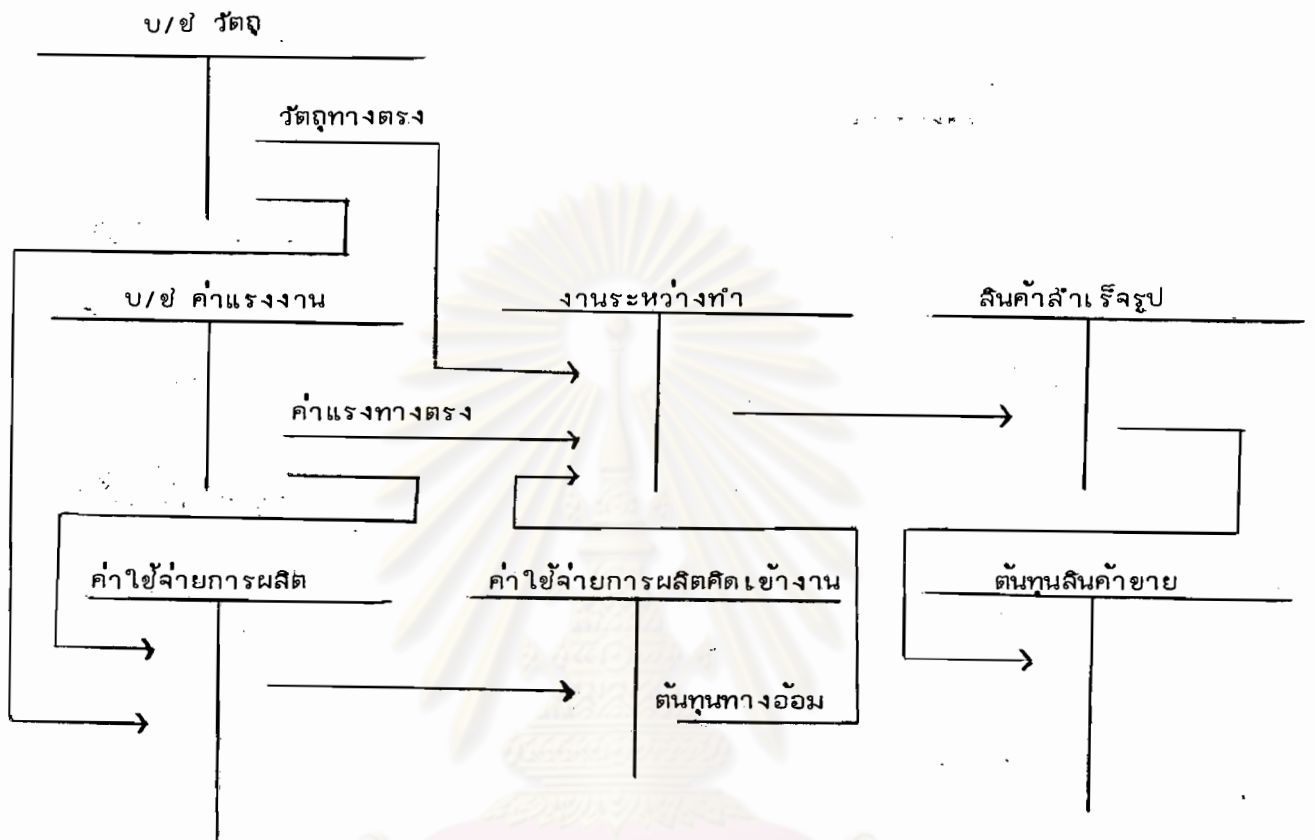 บ/ช วัตถุ
วัตถุทางตรง
บ/ช ค่าแรงงาน
งานระหว่างทำ
สินค้าสำเร็จรูป
ค่าแรงทางตรง
ค่าใช้จ่ายการผลิต
ค่าใช้จ่ายการผลิตคิดเข้างาน
ต้นทุนสินค้าขาย
ต้นทุนทางอ้อม